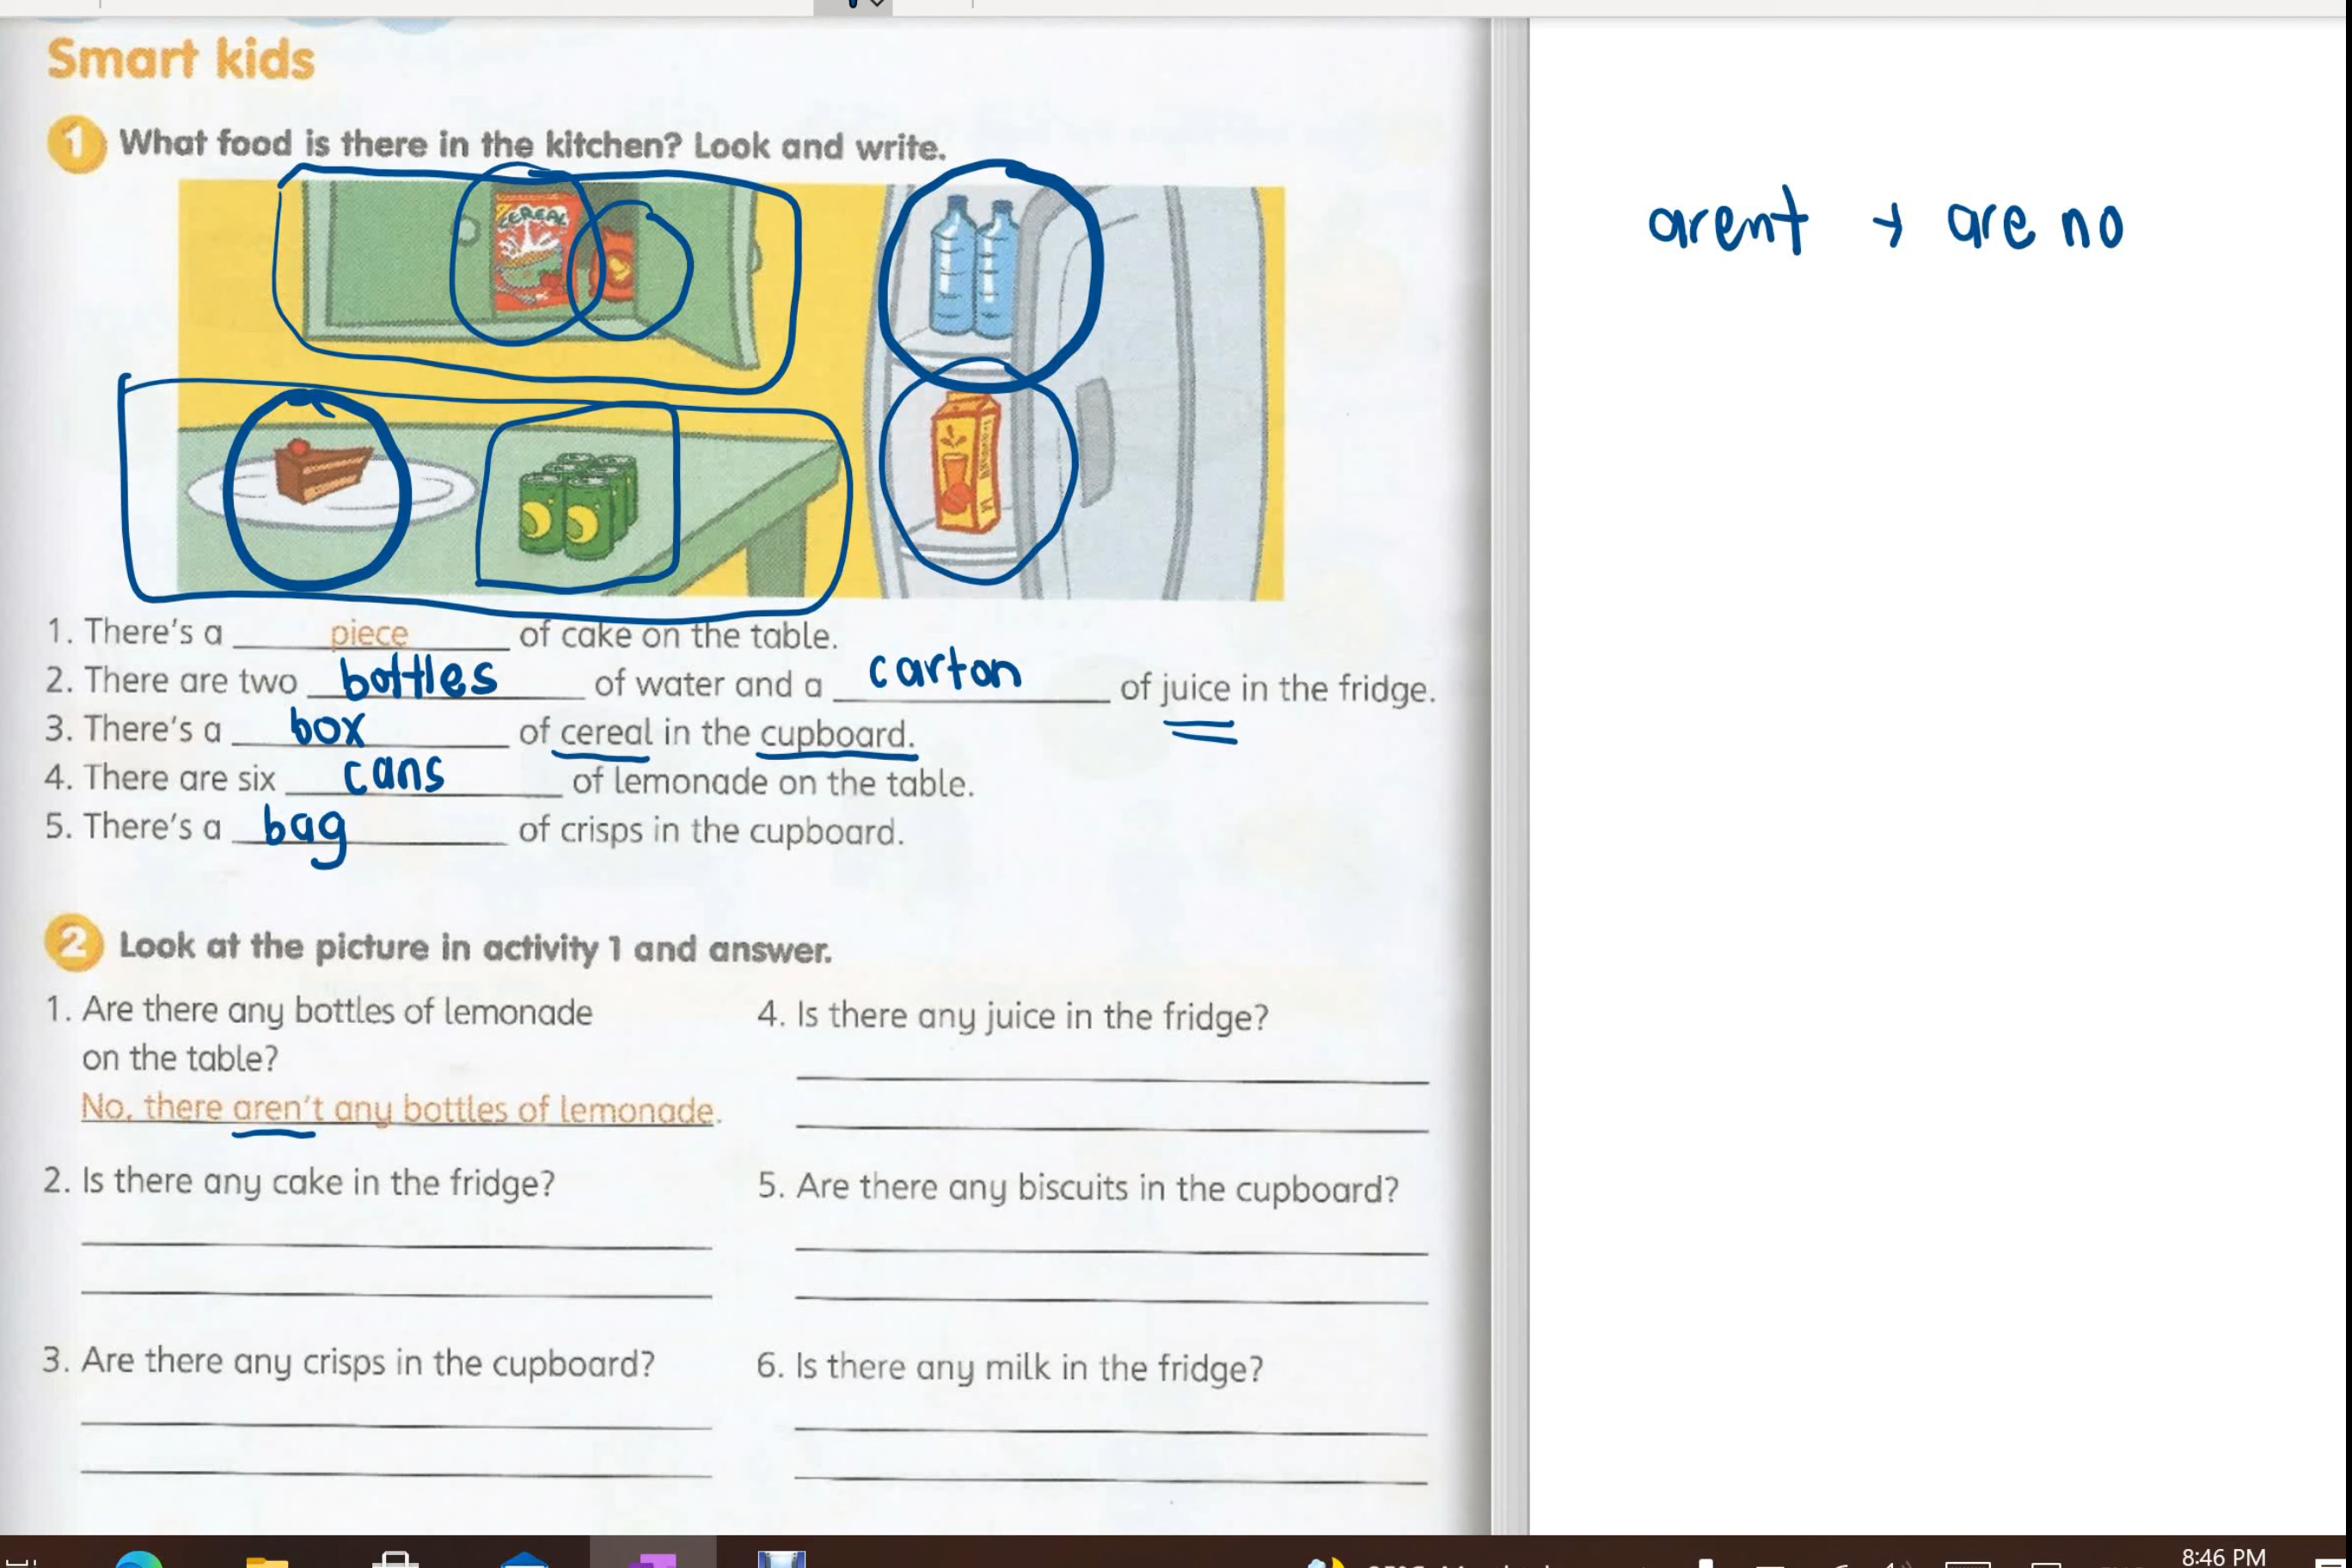 Smart kids
1 What food is there in the kitchen? Look and write.
CEREAL
arent → are no
1. There's a piece of cake on the table.
2. There are two bottles of water and a carton of juice in the fridge.
3. There's a box of cereal in the cupboard.
4. There are six cans of lemonade on the table.
5. There's a bag of crisps in the cupboard.
2 Look at the picture in activity 1 and answer.
1. Are there any bottles of lemonade
on the table?
No, there aren't any bottles of lemonade.
2. Is there any cake in the fridge?
3. Are there any crisps in the cupboard?
4. Is there any juice in the fridge?
5. Are there any biscuits in the cupboard?
6. Is there any milk in the fridge?
8:46 PM